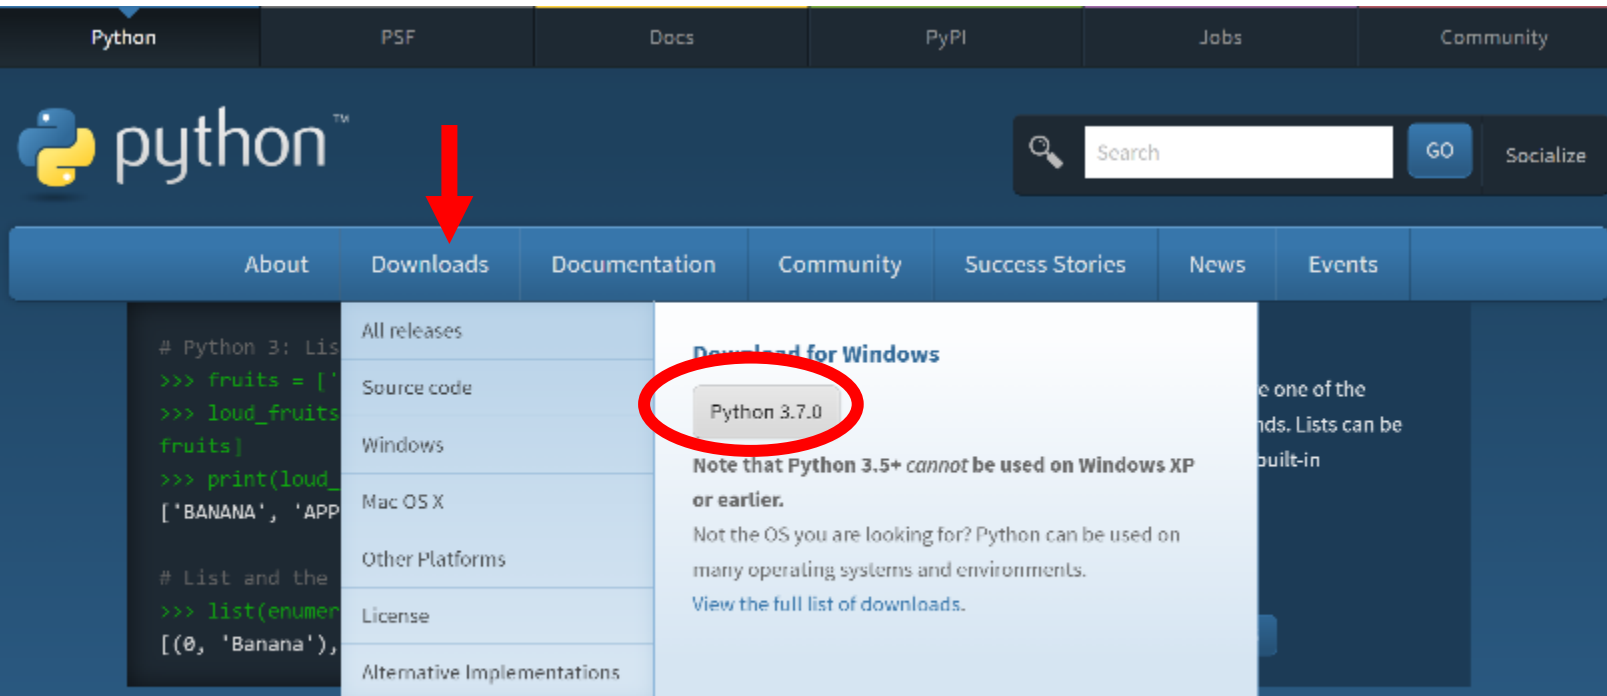 Python PSF Docs PyPI Jobs Community
python™
Search GO Socialize
About Downloads Documentation Community Success Stories News Events
# Python 3: Lis
>>> fruits = ['
>>> loud_fruits
fruits]
>>> print(loud_
['BANANA', 'APP
# List and the
>>> list(enumer
[(0, 'Banana'),
All releases
Source code
Windows
Mac OS X
Other Platforms
License
Alternative Implementations
Download for Windows
Python 3.7.0
Note that Python 3.5+ cannot be used on Windows XP
or earlier.
Not the OS you are looking for? Python can be used on
many operating systems and environments.
View the full list of downloads.
e one of the
nds. Lists can be
built-in